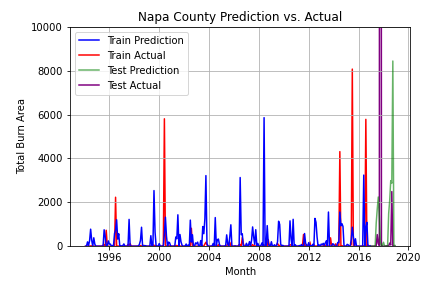 Napa County Prediction vs. Actual
10000
8000
6000
4000
2000
0
Total Burn Area
Train Prediction
Train Actual
Test Prediction
Test Actual
1996
2000
2004
2008
2012
2016
2020
Month